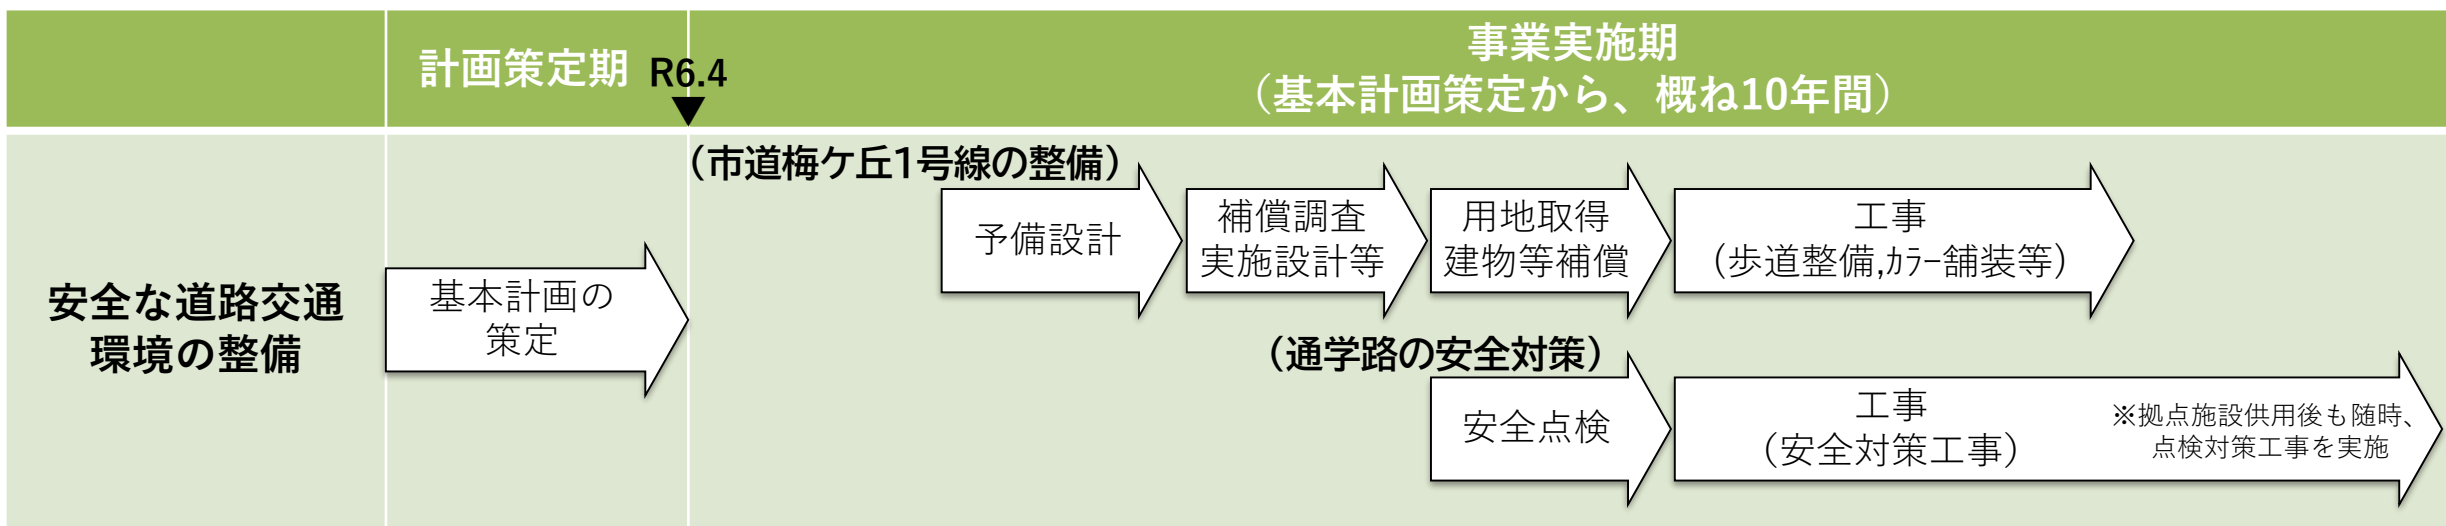 計画策定期
R6.4
事業実施期
（基本計画策定から、概ね10年間）
安全な道路交通
環境の整備
基本計画の
策定
（市道梅ケ丘1号線の整備）
予備設計
補償調査
実施設計等
用地取得
建物等補償
工事
（歩道整備,ｶﾗｰ舗装等）
（通学路の安全対策）
安全点検
工事
（安全対策工事）
※拠点施設供用後も随時、
点検対策工事を実施